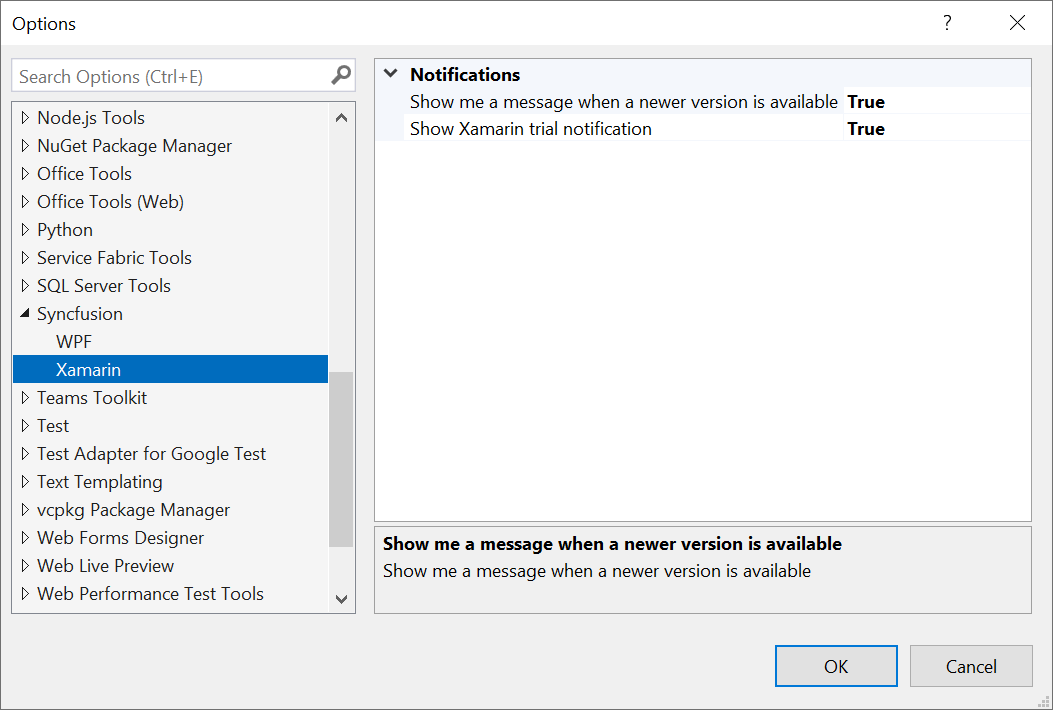 Options
?
Search Options (Ctrl+E)
Node.js Tools
NuGet Package Manager
Office Tools
Office Tools (Web)
Python
Service Fabric Tools
SQL Server Tools
Syncfusion
WPF
Xamarin
Teams Toolkit
Test
Test Adapter for Google Test
Text Templating
vcpkg Package Manager
Web Forms Designer
Web Live Preview
Web Performance Test Tools
Notifications
Show me a message when a newer version is available True
Show Xamarin trial notification True
Show me a message when a newer version is available
Show me a message when a newer version is available
OK
Cancel